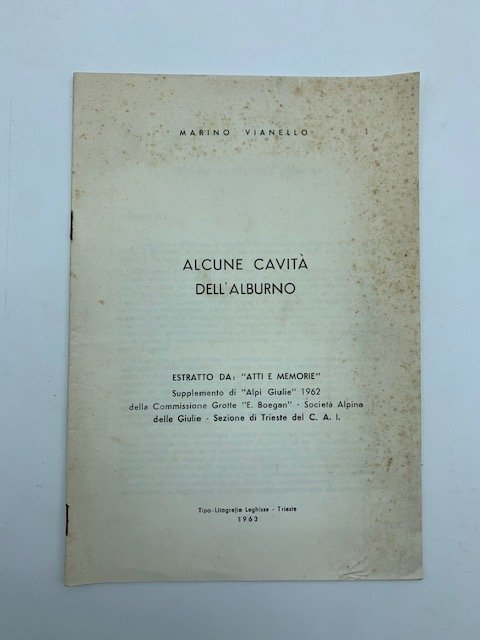 MARINO VIANELLO
ALCUNE CAVITÀ
DELL'ALBURNO
ESTRATTO DA: "ATTI E MEMORIE"
Supplemento di "Alpi Giulie" 1962
della Commissione Grotte "E. Boegan" - Società Alpina
delle Giulie - Sezione di Trieste del C. A. I.
Tipo-Litografia Leghissa - Trieste
1963